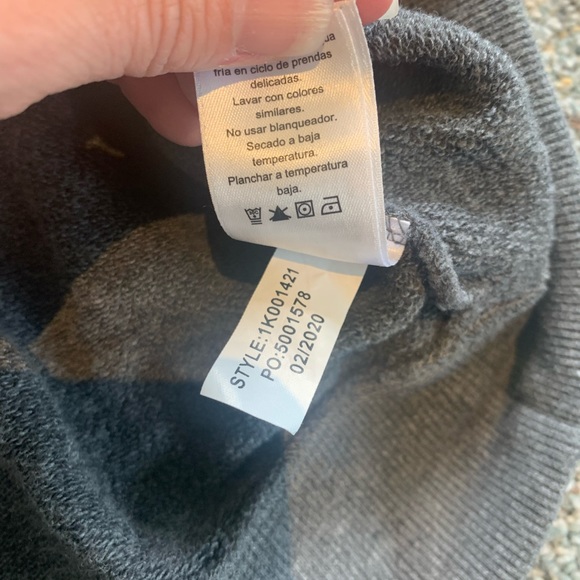 fría en ciclo de prendas
delicadas.
Lavar con colores
similares.
No usar blanqueador.
Secado a baja
temperatura.
Planchar a temperatura
baja.
STYLE:1K001421
PO:5001578
02/2020